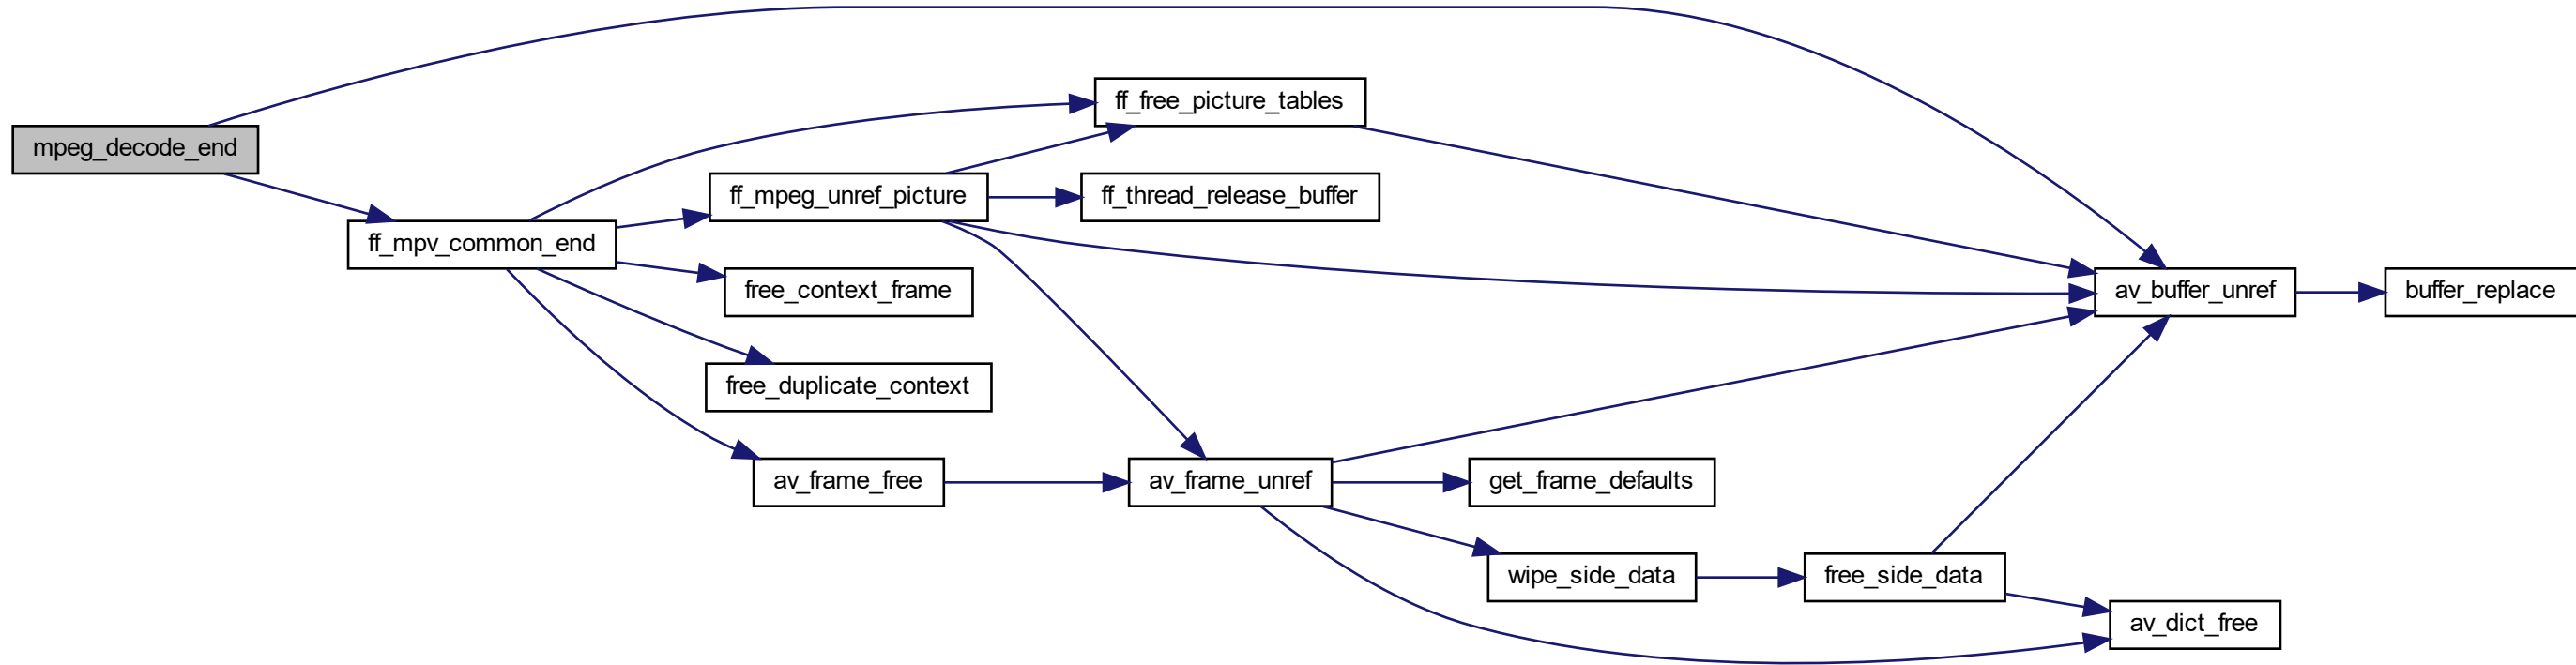 ff_free_picture_tables
mpeg_decode_end
ff_mpeg_unref_picture
ff_thread_release_buffer
ff_mpv_common_end
free_context_frame
av_buffer_unref
buffer_replace
free_duplicate_context
av_frame_free
av_frame_unref
get_frame_defaults
wipe_side_data
free_side_data
av_dict_free